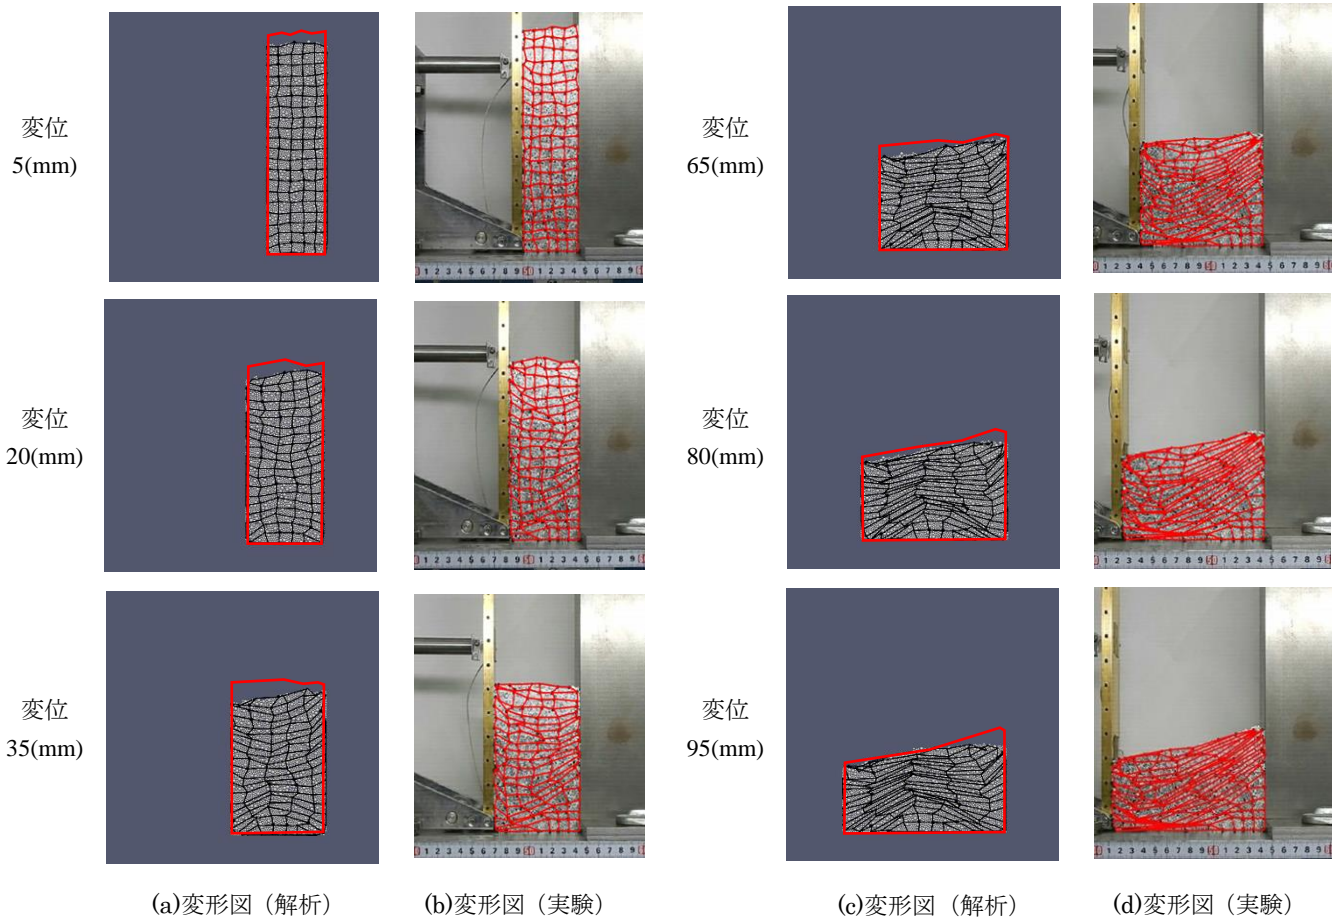 変位
5(mm)
変位
20(mm)
変位
35(mm)
変位
65(mm)
変位
80(mm)
変位
95(mm)
(a)変形図（解析）
(b)変形図（実験）
(c)変形図（解析）
(d)変形図（実験）